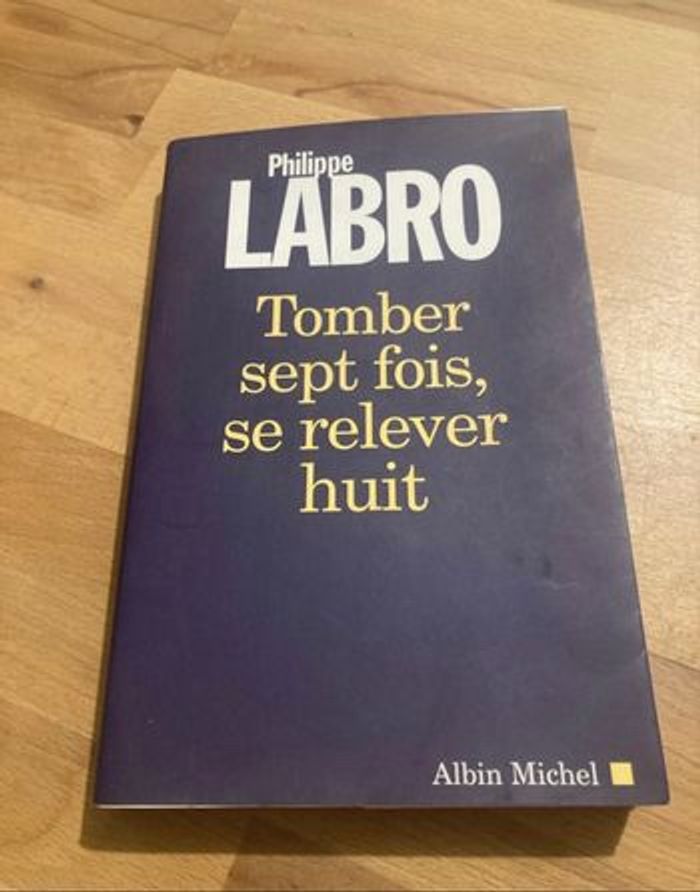 Philippe
LABRO
Tomber
sept fois,
se relever
huit
Albin Michel